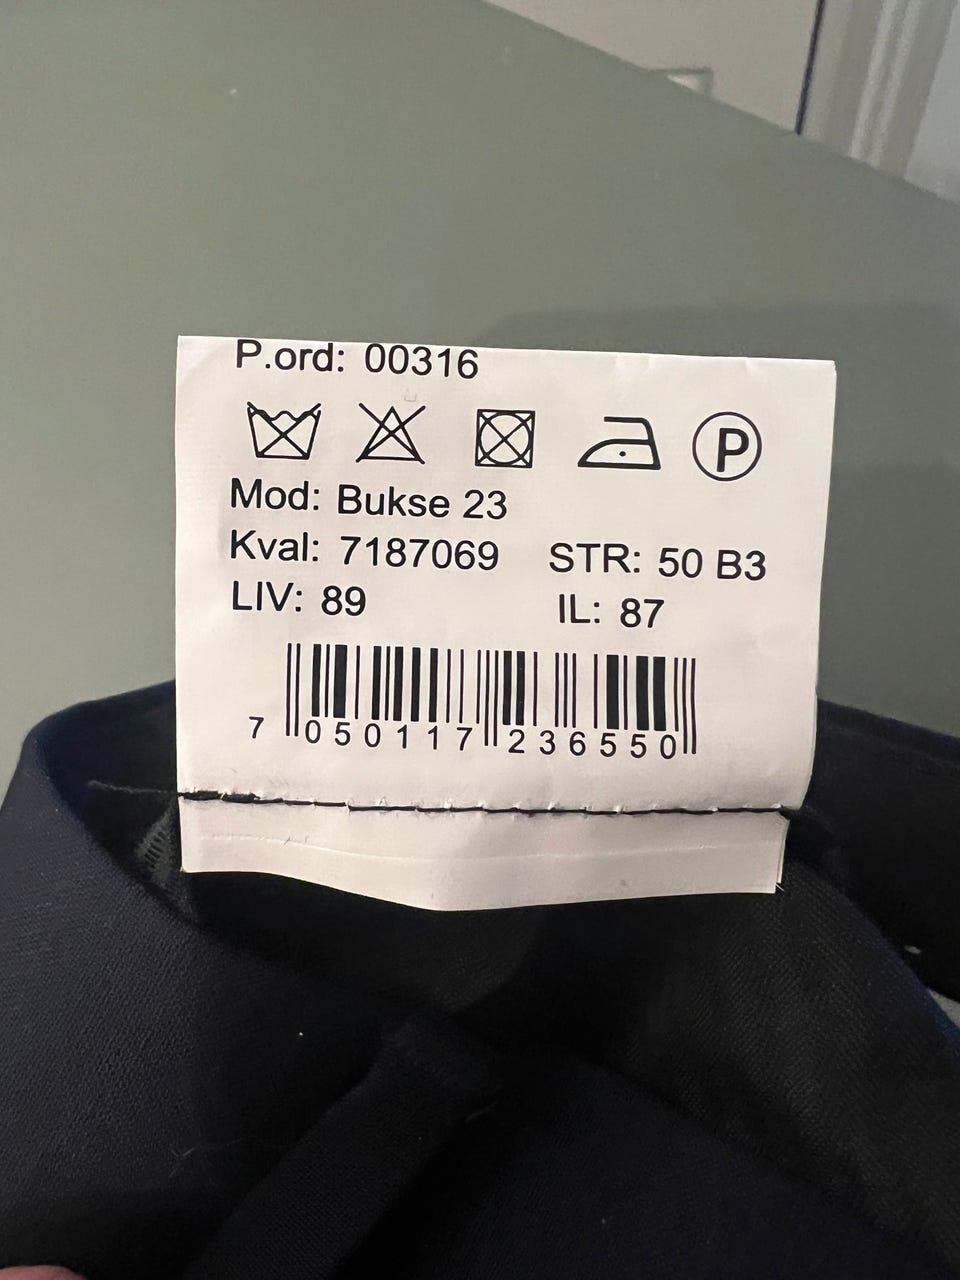 P.ord: 00316
P
Mod: Bukse 23
Kval: 7187069 STR: 50 B3
LIV: 89 IL: 87
7 050117 236550